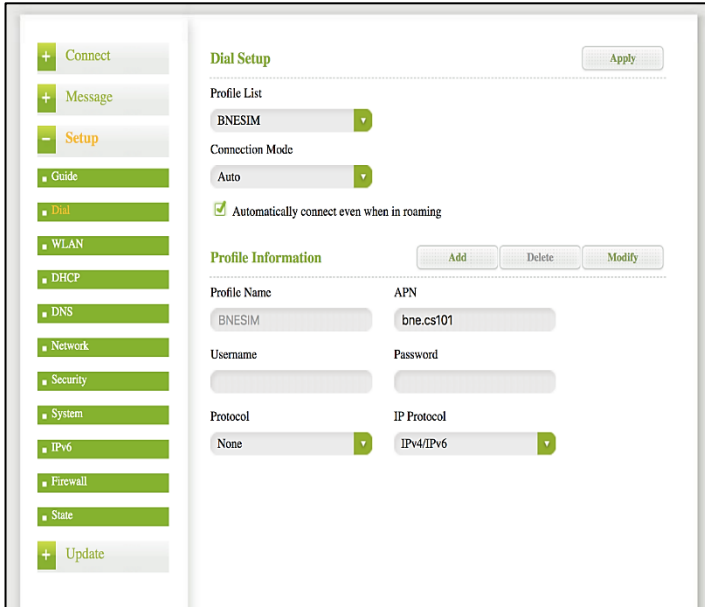 Connect
Message
Setup
Guide
Dial
WLAN
DHCP
DNS
Network
Security
System
IPv6
Firewall
State
Update
Dial Setup
Apply
Profile List
BNESIM
Connection Mode
Auto
Automatically connect even when in roaming
Profile Information
Add Delete Modify
Profile Name APN
BNESIM bne.cs101
Username Password
Protocol IP Protocol
None IPv4/IPv6